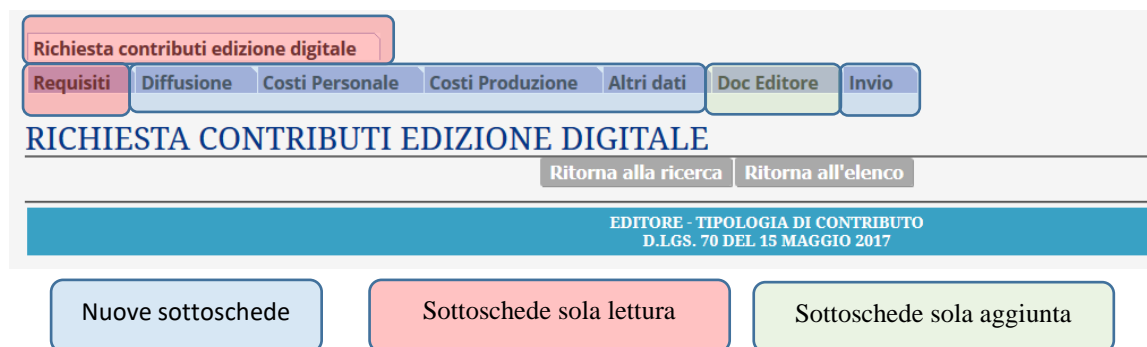 Richiesta contributi edizione digitale
Requisiti Diffusione Costi Personale Costi Produzione Altri dati Doc Editore Invio
RICHIESTA CONTRIBUTI EDIZIONE DIGITALE
Ritorna alla ricerca Ritorna all'elenco
EDITORE - TIPOLOGIA DI CONTRIBUTO
D.LGS. 70 DEL 15 MAGGIO 2017
Nuove sottoschede Sottoschede sola lettura Sottoschede sola aggiunta